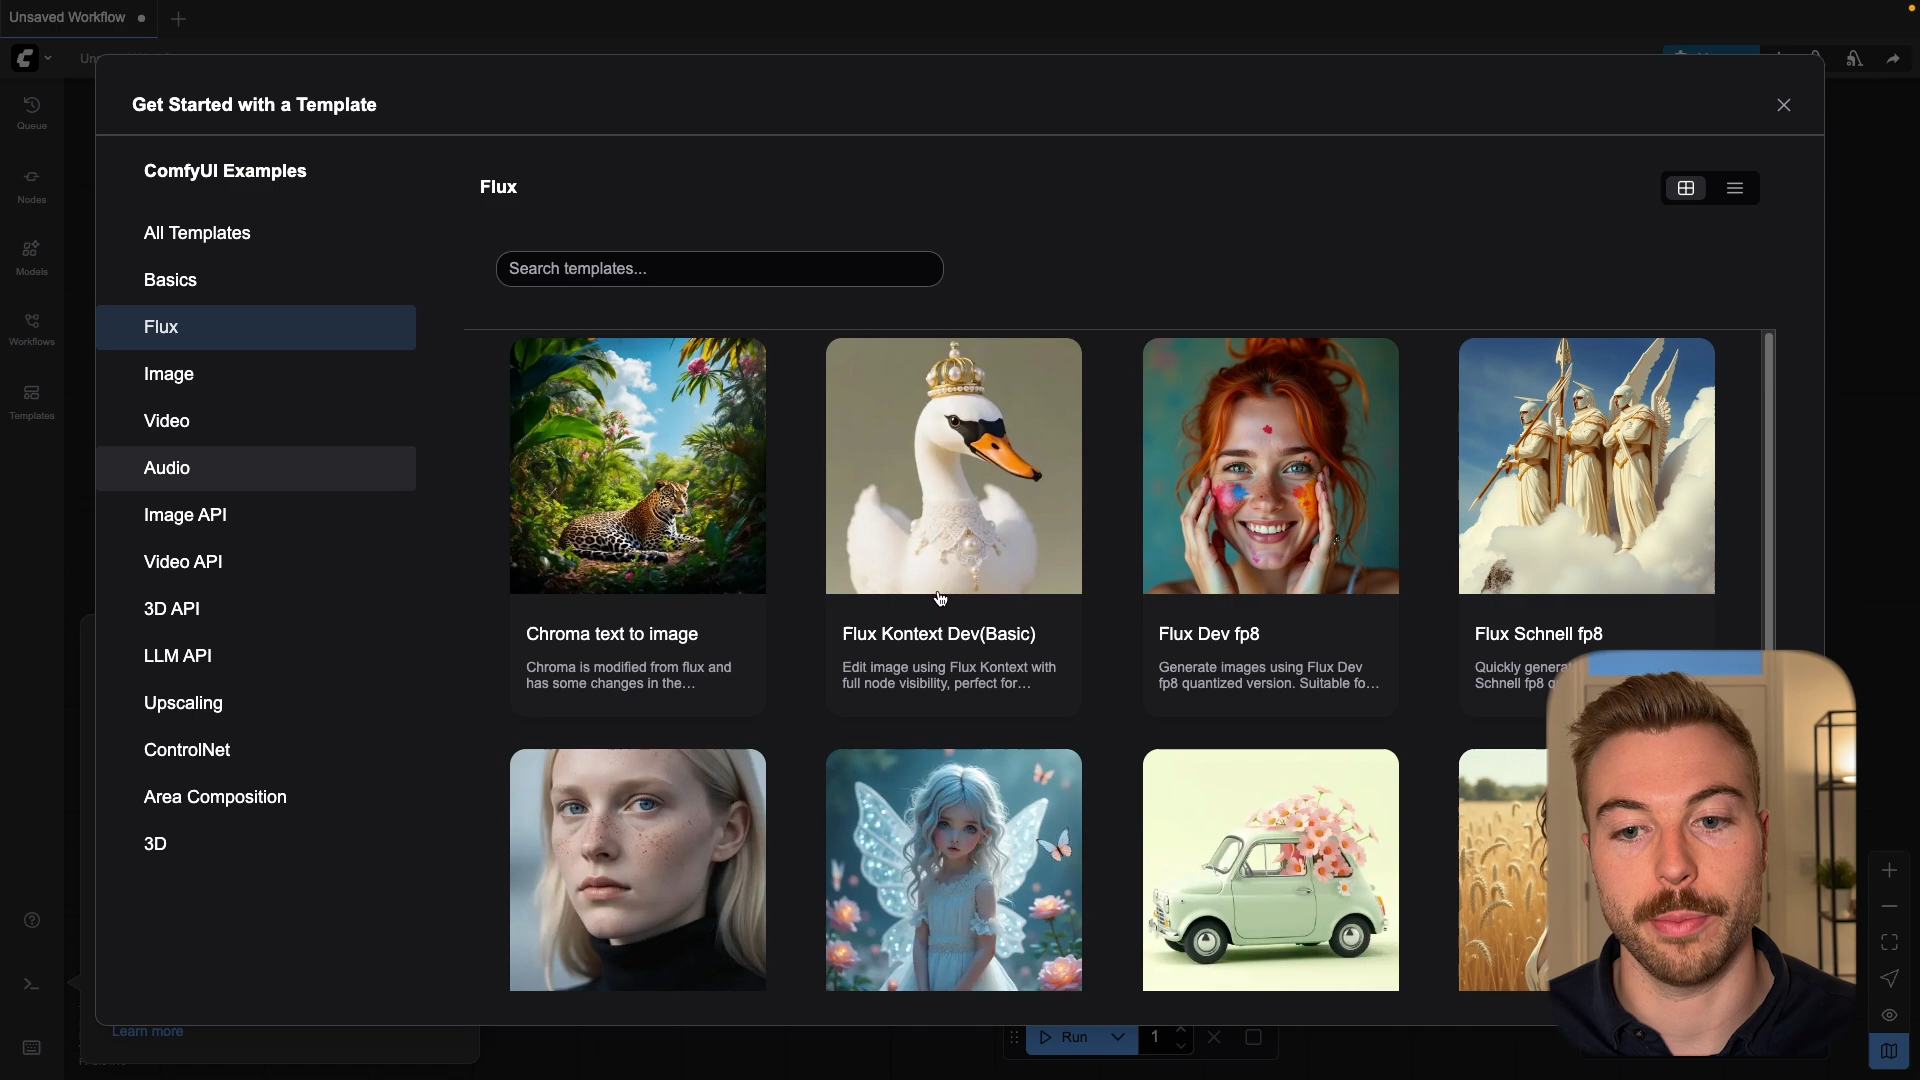 Unsaved Workflow
Get Started with a Template
Queue
Nodes
Models
Workflows
Templates
ComfyUI Examples
All Templates
Basics
Flux
Image
Video
Audio
Image API
Video API
3D API
LLM API
Upscaling
ControlNet
Area Composition
3D
Flux
Search templates...
Chroma text to image
Chroma is modified from flux and
has some changes in the...
Flux Kontext Dev(Basic)
Edit image using Flux Kontext with
full node visibility, perfect for...
Flux Dev fp8
Generate images using Flux Dev
fp8 quantized version. Suitable fo...
Flux Schnell fp8
Quickly
Schnell fp8
Learn more
Run
1